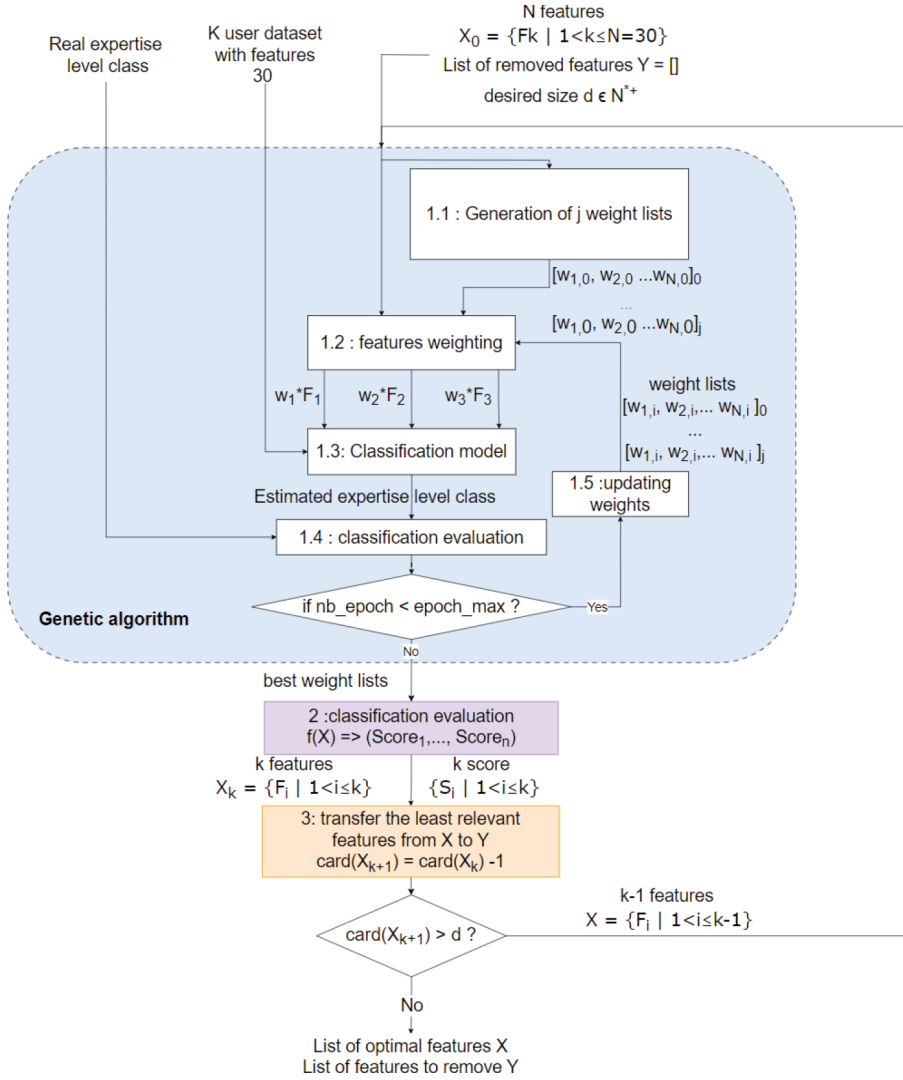 N features
X₀ = {Fk | 1<k≤N=30}
List of removed features Y = []
desired size d ϵ N*⁺
Real expertise
level class
K user dataset
with features
30
1.1 : Generation of j weight lists
[w₁,₀, w₂,₀ ...w_N,₀]₀
...
[w₁,₀, w₂,₀ ...w_N,₀]ⱼ
1.2 : features weighting
w₁*F₁
w₂*F₂
w₃*F₃
weight lists
[w₁,ᵢ, w₂,ᵢ,... w_N,ᵢ ]₀
...
[w₁,ᵢ, w₂,ᵢ,... w_N,ᵢ ]ⱼ
1.3: Classification model
1.5 :updating
weights
Estimated expertise level class
1.4 : classification evaluation
if nb_epoch < epoch_max ?
Yes
Genetic algorithm
No
best weight lists
2 :classification evaluation
f(X) => (Score₁,..., Scoreₙ)
k features
Xₖ = {Fᵢ | 1<i≤k}
k score
{Sᵢ | 1<i≤k}
3: transfer the least relevant
features from X to Y
card(Xₖ₊₁) = card(Xₖ) -1
k-1 features
X = {Fᵢ | 1<i≤k-1}
card(Xₖ₊₁) > d ?
No
List of optimal features X
List of features to remove Y